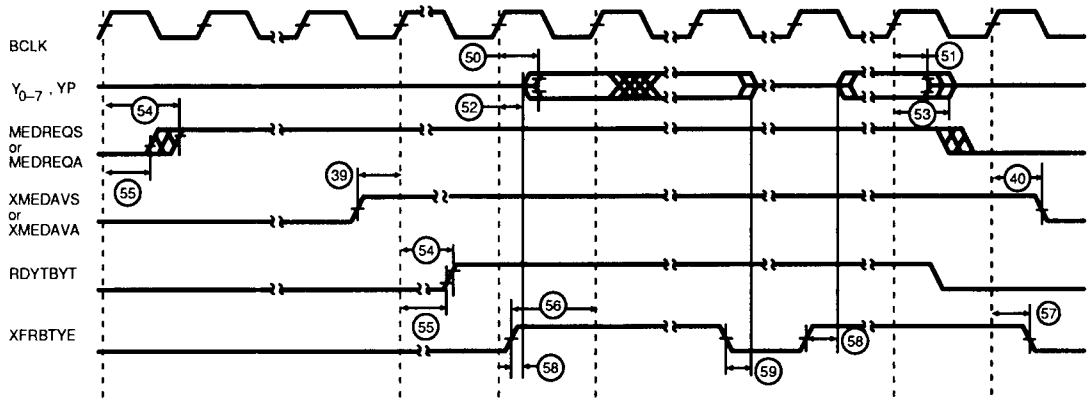 BCLK
50
51
Y0–7, YP
54
52
53
MEDREQS
or
MEDREQA
55
39
40
XMEDAVS
or
XMEDAVA
54
RDYTBYT
55
56
57
XFRBTYE
58
59
58